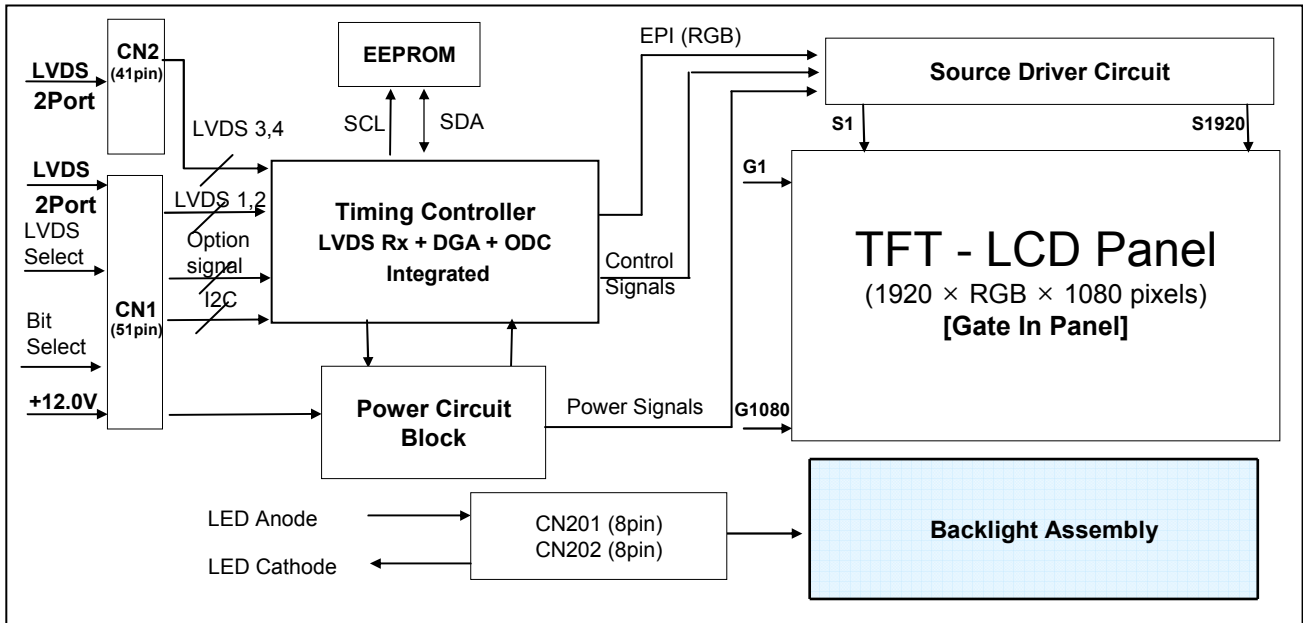 CN2
(41pin)
LVDS
2Port
LVDS
2Port
LVDS
Select
CN1
(51pin)
Bit
Select
+12.0V
EEPROM
SCL
SDA
LVDS 3,4
LVDS 1,2
Option
signal
I2C
Timing Controller
LVDS Rx + DGA + ODC
Integrated
Power Circuit
Block
EPI (RGB)
Control
Signals
Power Signals
Source Driver Circuit
S1
S1920
G1
G1080
TFT - LCD Panel
(1920 × RGB × 1080 pixels)
[Gate In Panel]
LED Anode
LED Cathode
CN201 (8pin)
CN202 (8pin)
Backlight Assembly